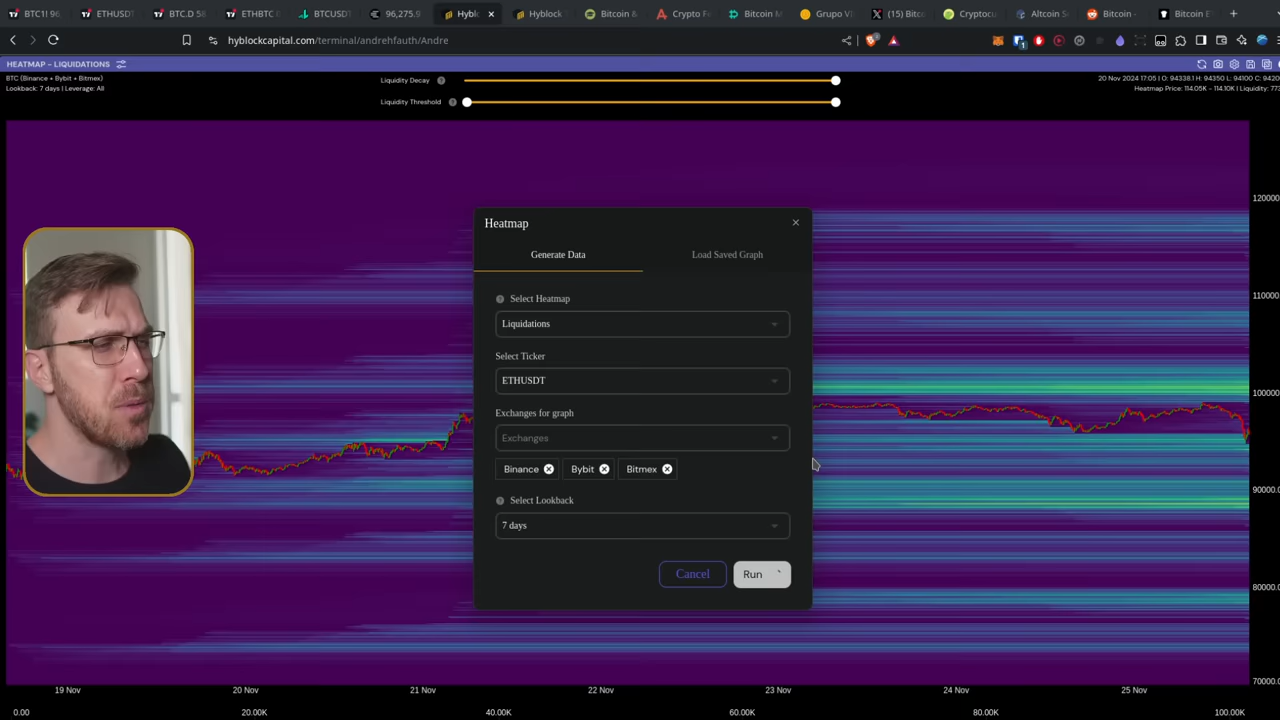 BTC1! 96
ETHUSDT
BTC.D 58
ETHBTC
BTCUSDT
96,275.9
Hyblo
Hyblock
Bitcoin &
Crypto Fe
Bitcoin M
Grupo VI
(15) Bitco
Cryptocu
Altcoin Se
Bitcoin -
Bitcoin E
hyblockcapital.com/terminal/andrehfauth/Andre
HEATMAP - LIQUIDATIONS
BTC (Binance + Bybit + Bitmex)
Lookback: 7 days | Leverage: All
Liquidity Decay
Liquidity Threshold
20 Nov 2024 17:05 | O: 94338.1 H: 94350 L: 94100 C: 9420
Heatmap Price: 114.05K - 114.10K | Liquidity: 773
Heatmap
Generate Data
Load Saved Graph
Select Heatmap
Liquidations
Select Ticker
ETHUSDT
Exchanges for graph
Exchanges
Binance
Bybit
Bitmex
Select Lookback
7 days
Cancel
Run
120000
110000
100000
90000.0
80000.0
70000.0
19 Nov
20 Nov
21 Nov
22 Nov
23 Nov
24 Nov
25 Nov
0.00
20.00K
40.00K
60.00K
80.00K
100.00K